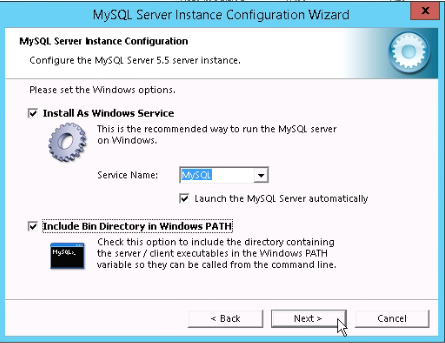 MySQL Server Instance Configuration Wizard
x
MySQL Server Instance Configuration
Configure the MySQL Server 5.5 server instance.
Please set the Windows options.
Install As Windows Service
This is the recommended way to run the MySQL server
on Windows.
Service Name: MySQL
Launch the MySQL Server automatically
Include Bin Directory in Windows PATH
MySQL>_
Check this option to include the directory containing
the server / client executables in the Windows PATH
variable so they can be called from the command line.
< Back Next > Cancel